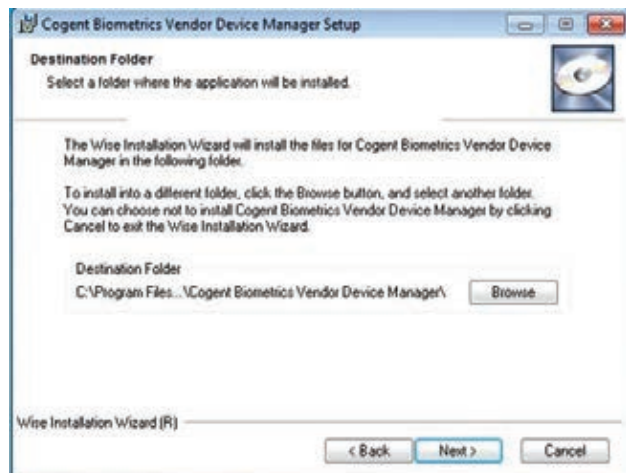 Cogent Biometrics Vendor Device Manager Setup
Destination Folder
Select a folder where the application will be installed.
The Wise Installation Wizard will install the files for Cogent Biometrics Vendor Device
Manager in the following folder.
To install into a different folder, click the Browse button, and select another folder.
You can choose not to install Cogent Biometrics Vendor Device Manager by clicking
Cancel to exit the Wise Installation Wizard.
Destination Folder
C:\Program Files...\Cogent Biometrics Vendor Device Manager\ Browse
Wise Installation Wizard (R)
< Back Next > Cancel